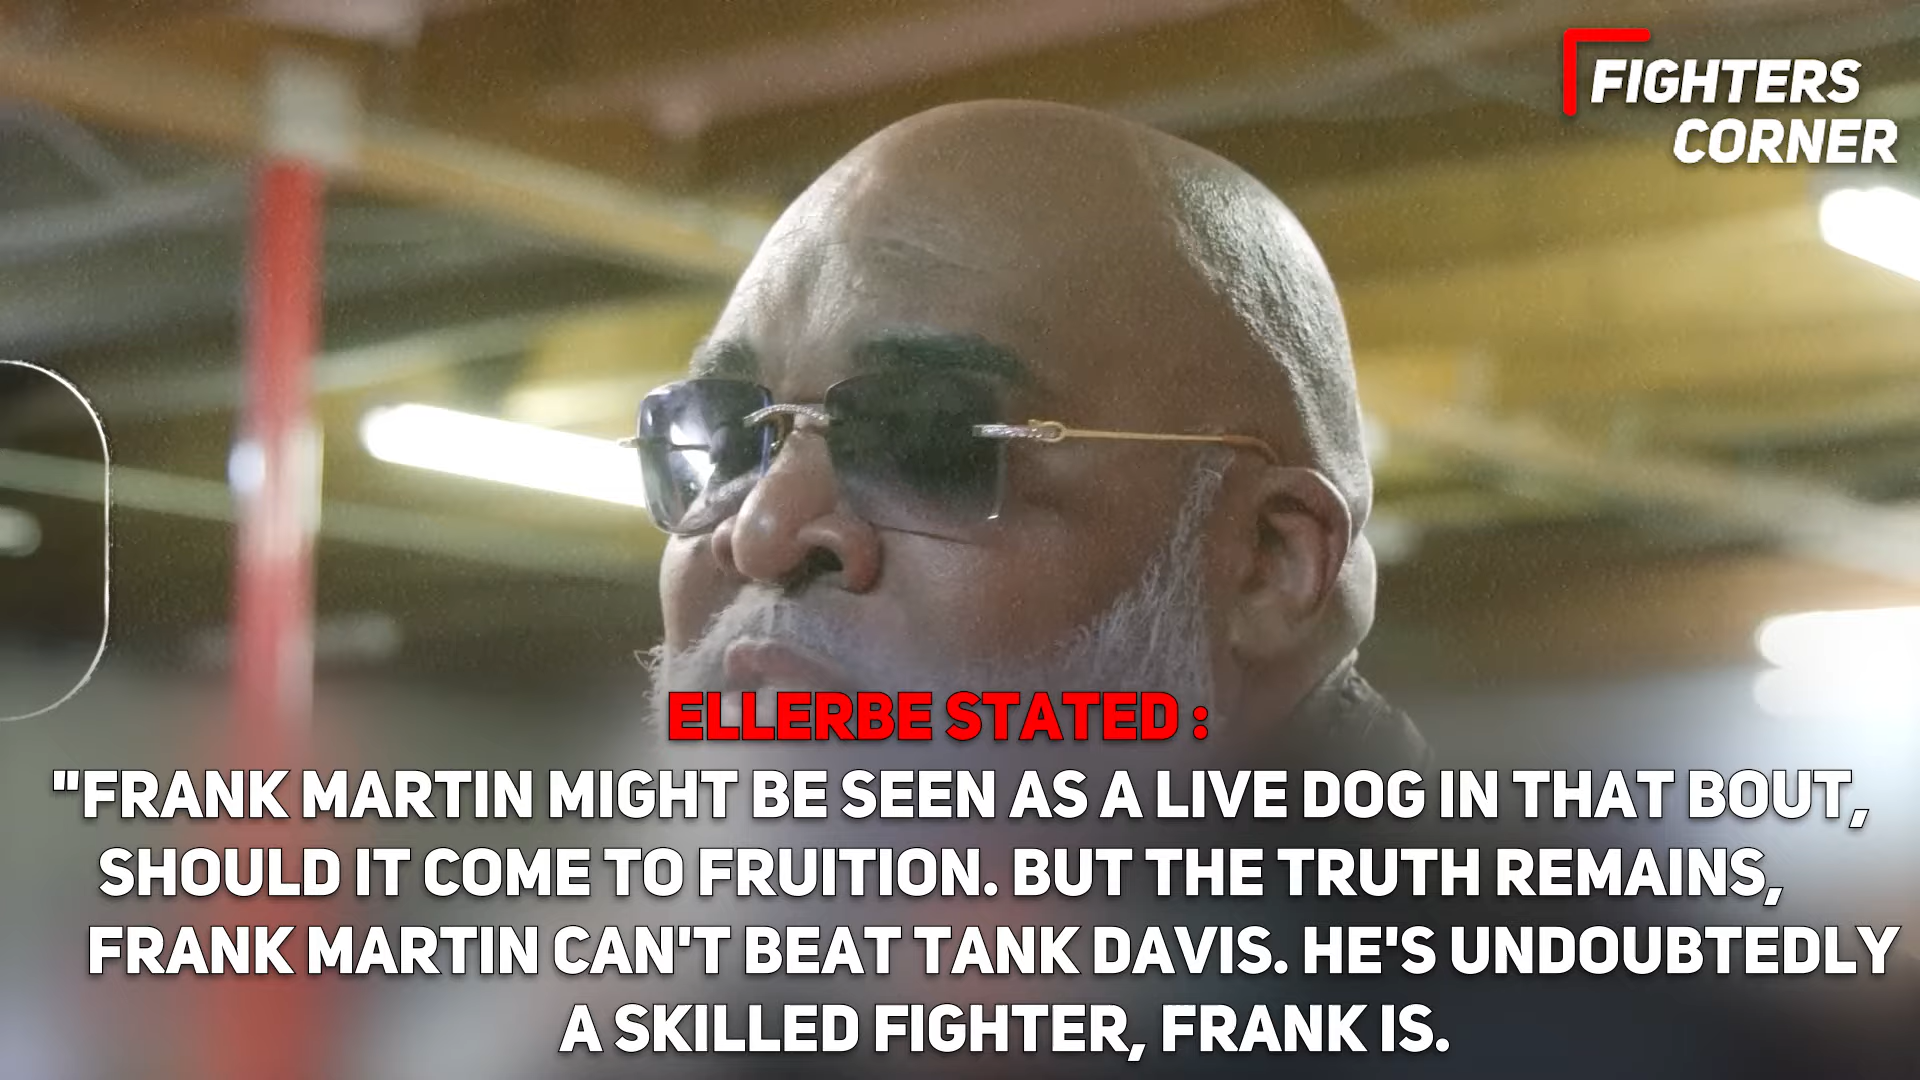 FIGHTERS
CORNER
ELLERBE STATED :
"FRANK MARTIN MIGHT BE SEEN AS A LIVE DOG IN THAT BOUT,
SHOULD IT COME TO FRUITION. BUT THE TRUTH REMAINS,
FRANK MARTIN CAN'T BEAT TANK DAVIS. HE'S UNDOUBTEDLY
A SKILLED FIGHTER, FRANK IS.